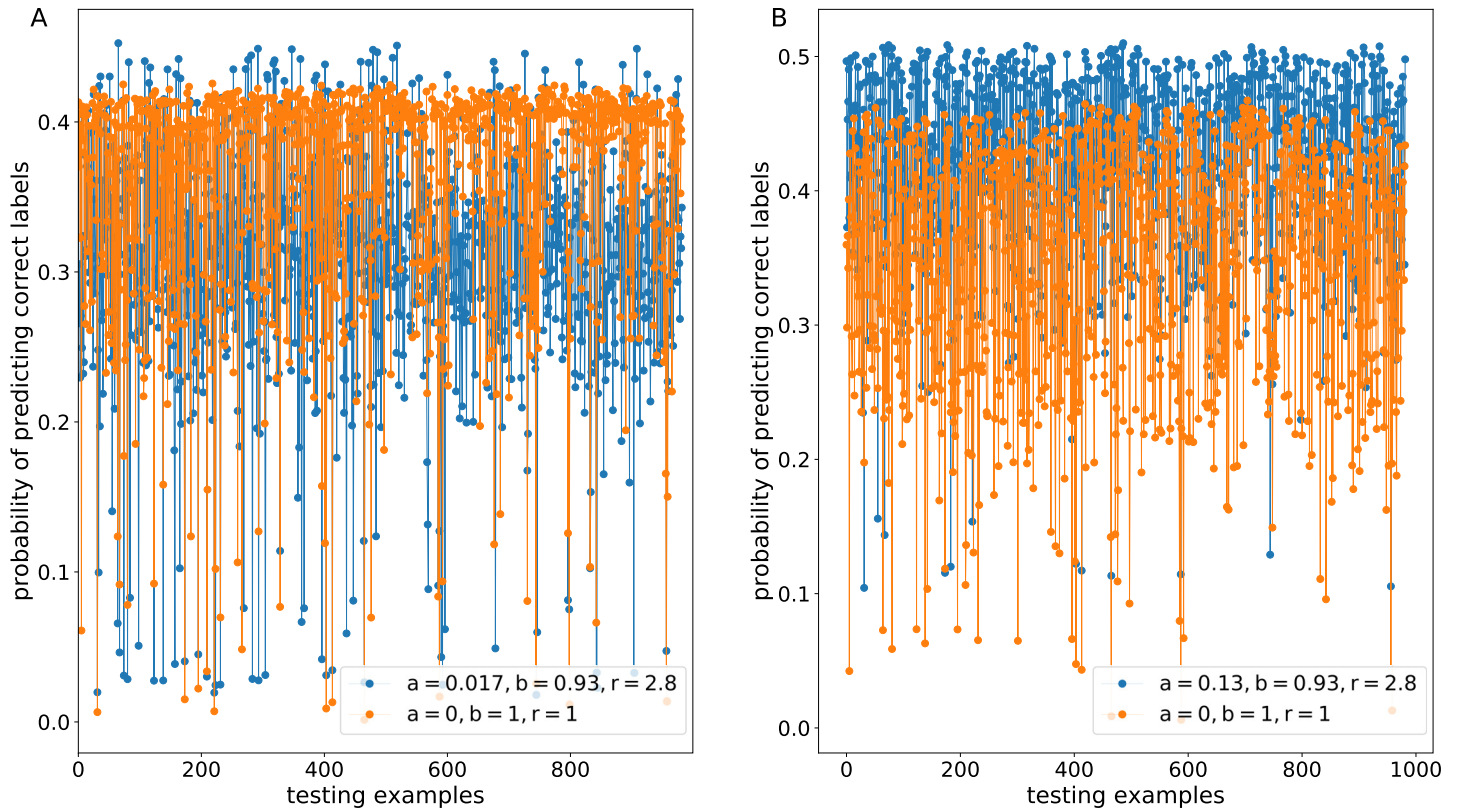 A
probability of predicting correct labels
0.4
0.3
0.2
0.1
0.0
a = 0.017, b = 0.93, r = 2.8
a = 0, b = 1, r = 1
0 200 400 600 800
testing examples
B
probability of predicting correct labels
0.5
0.4
0.3
0.2
0.1
0.0
a = 0.13, b = 0.93, r = 2.8
a = 0, b = 1, r = 1
0 200 400 600 800 1000
testing examples